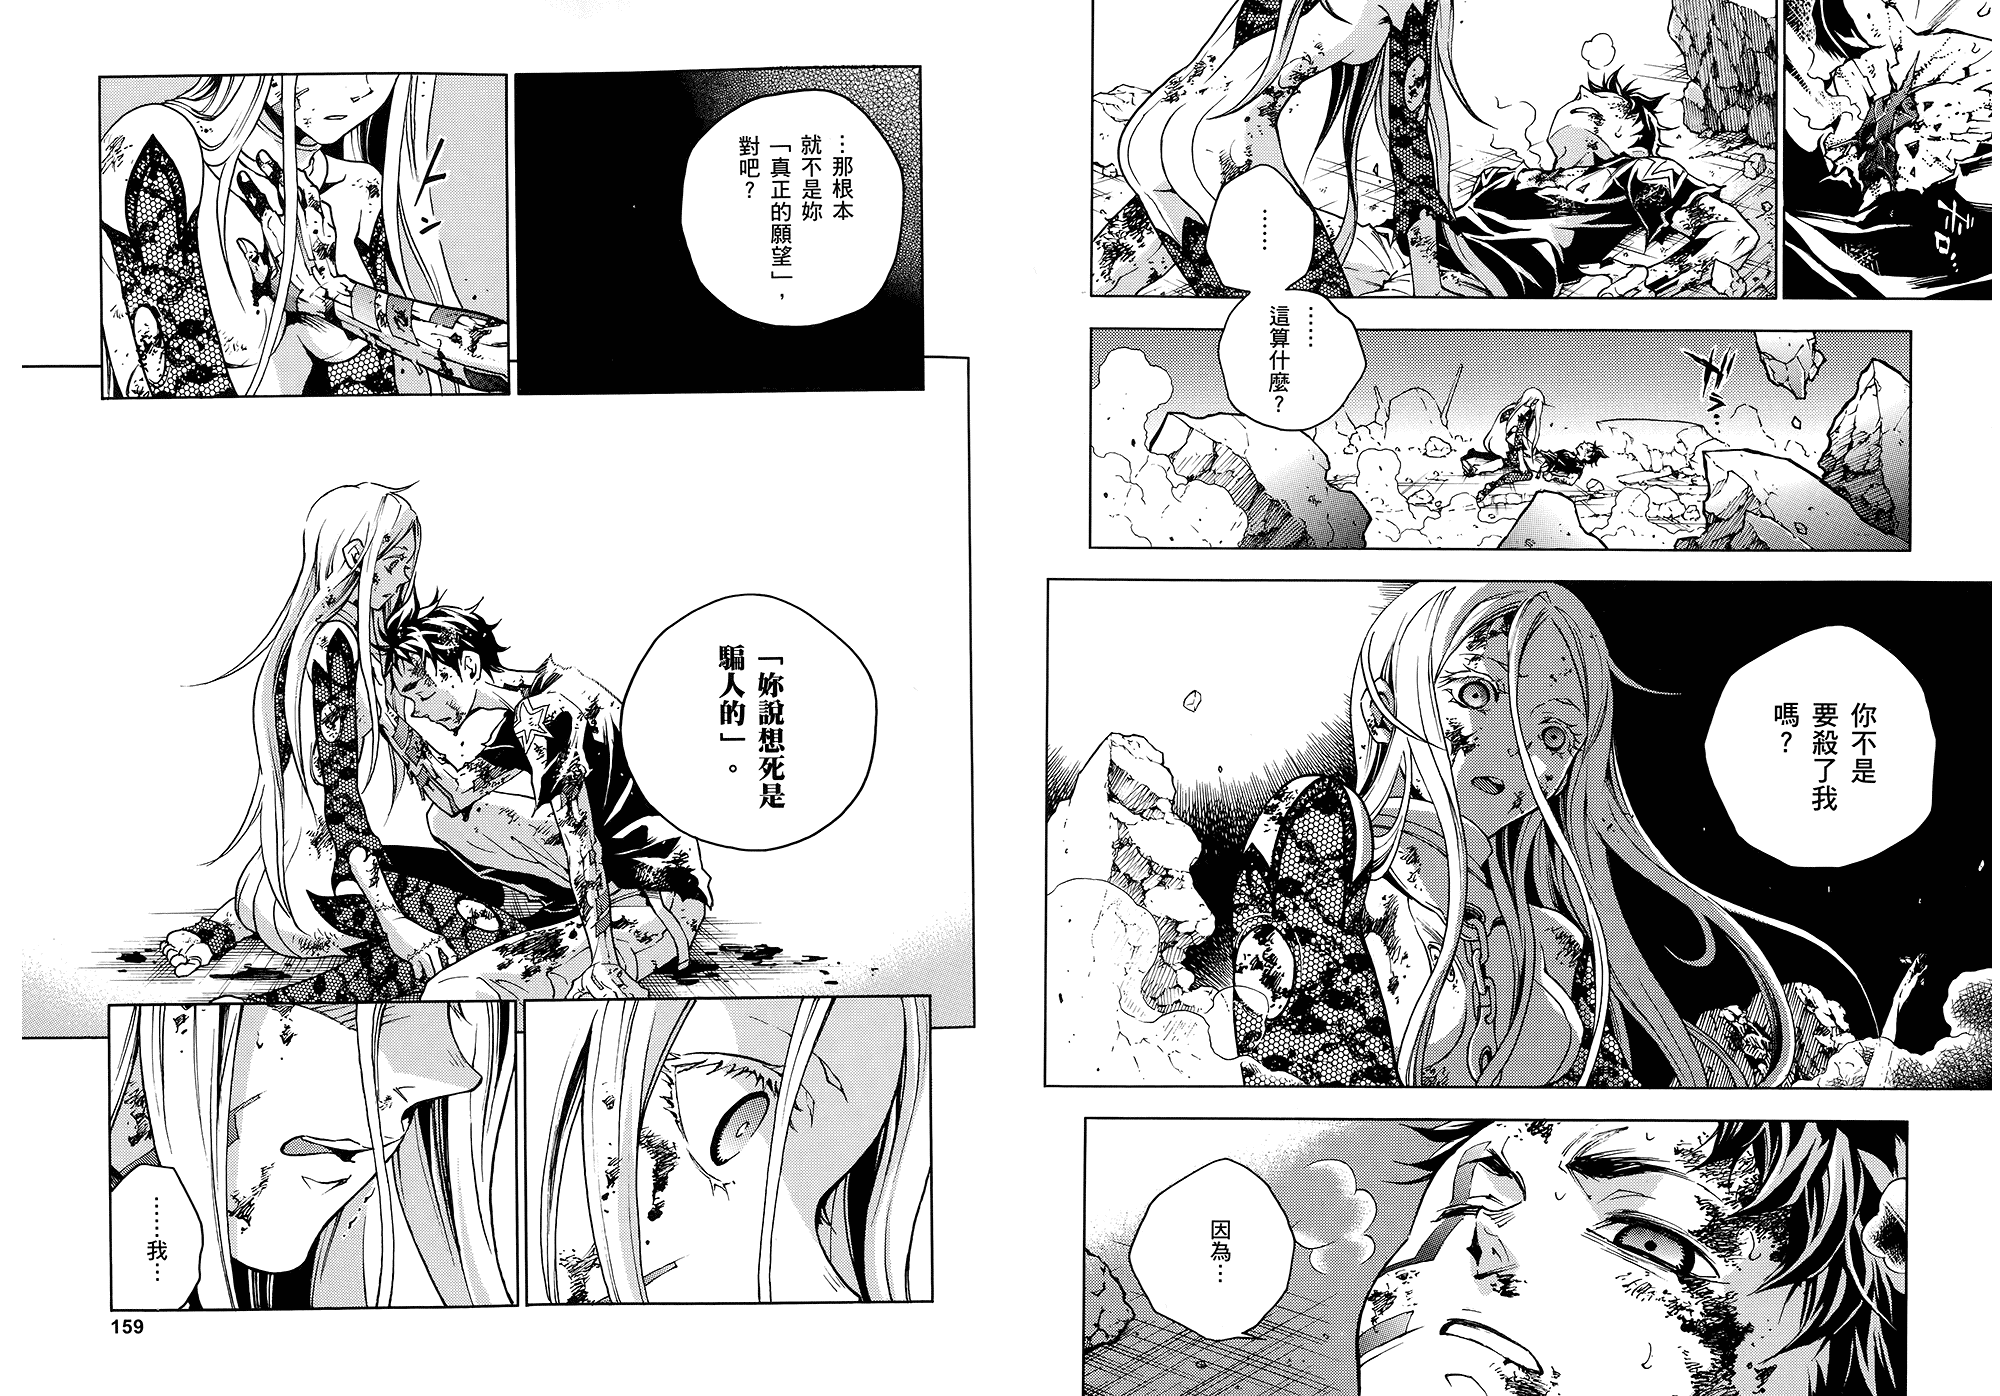 ……
……
這算什麼？
你不是
要殺了我
嗎？
因為…
…那根本
就不是妳
「真正的願望」，
對吧？
「妳說想死是
騙人的」。
……我…
159